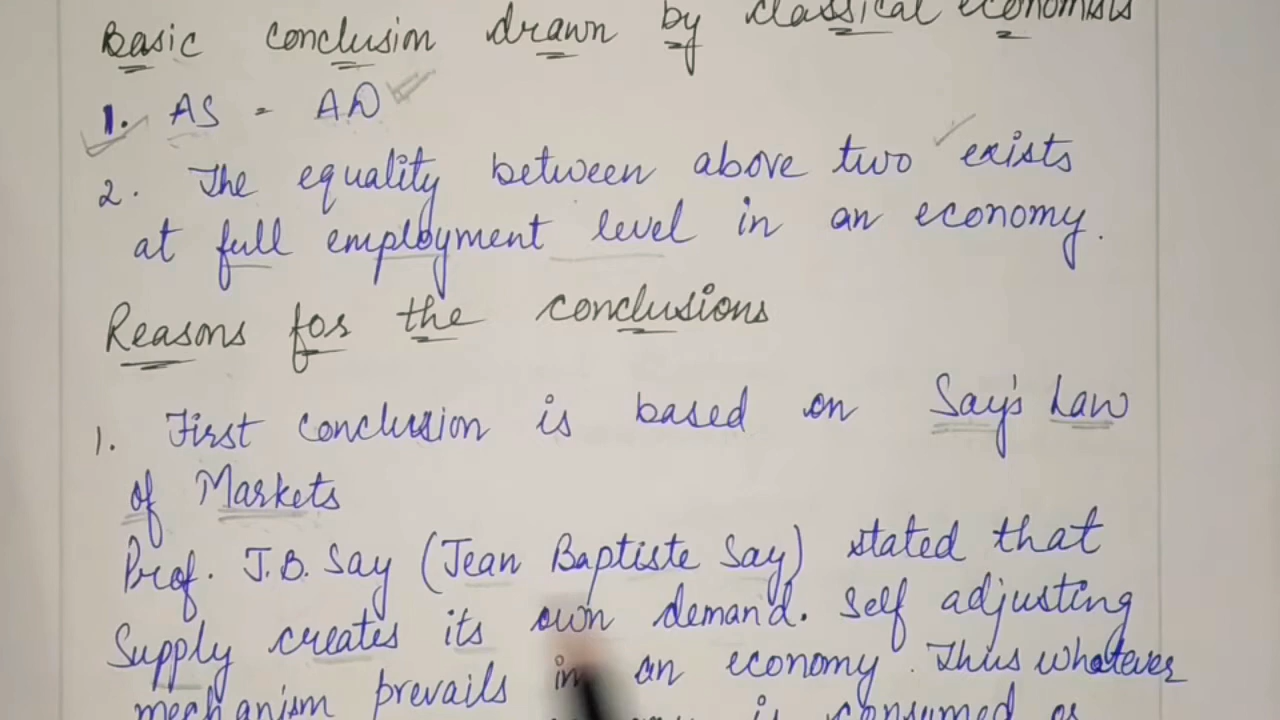 Basic conclusion drawn by classical economists
1. AS = AD
2. The equality between above two exists
at full employment level in an economy.
Reasons for the conclusions
1. First conclusion is based on Say's Law
of Markets
Prof. J.B. Say (Jean Baptiste Say) stated that
Supply creates its own demand. Self adjusting
mechanism prevails in an economy. Thus whatever
is consumed or